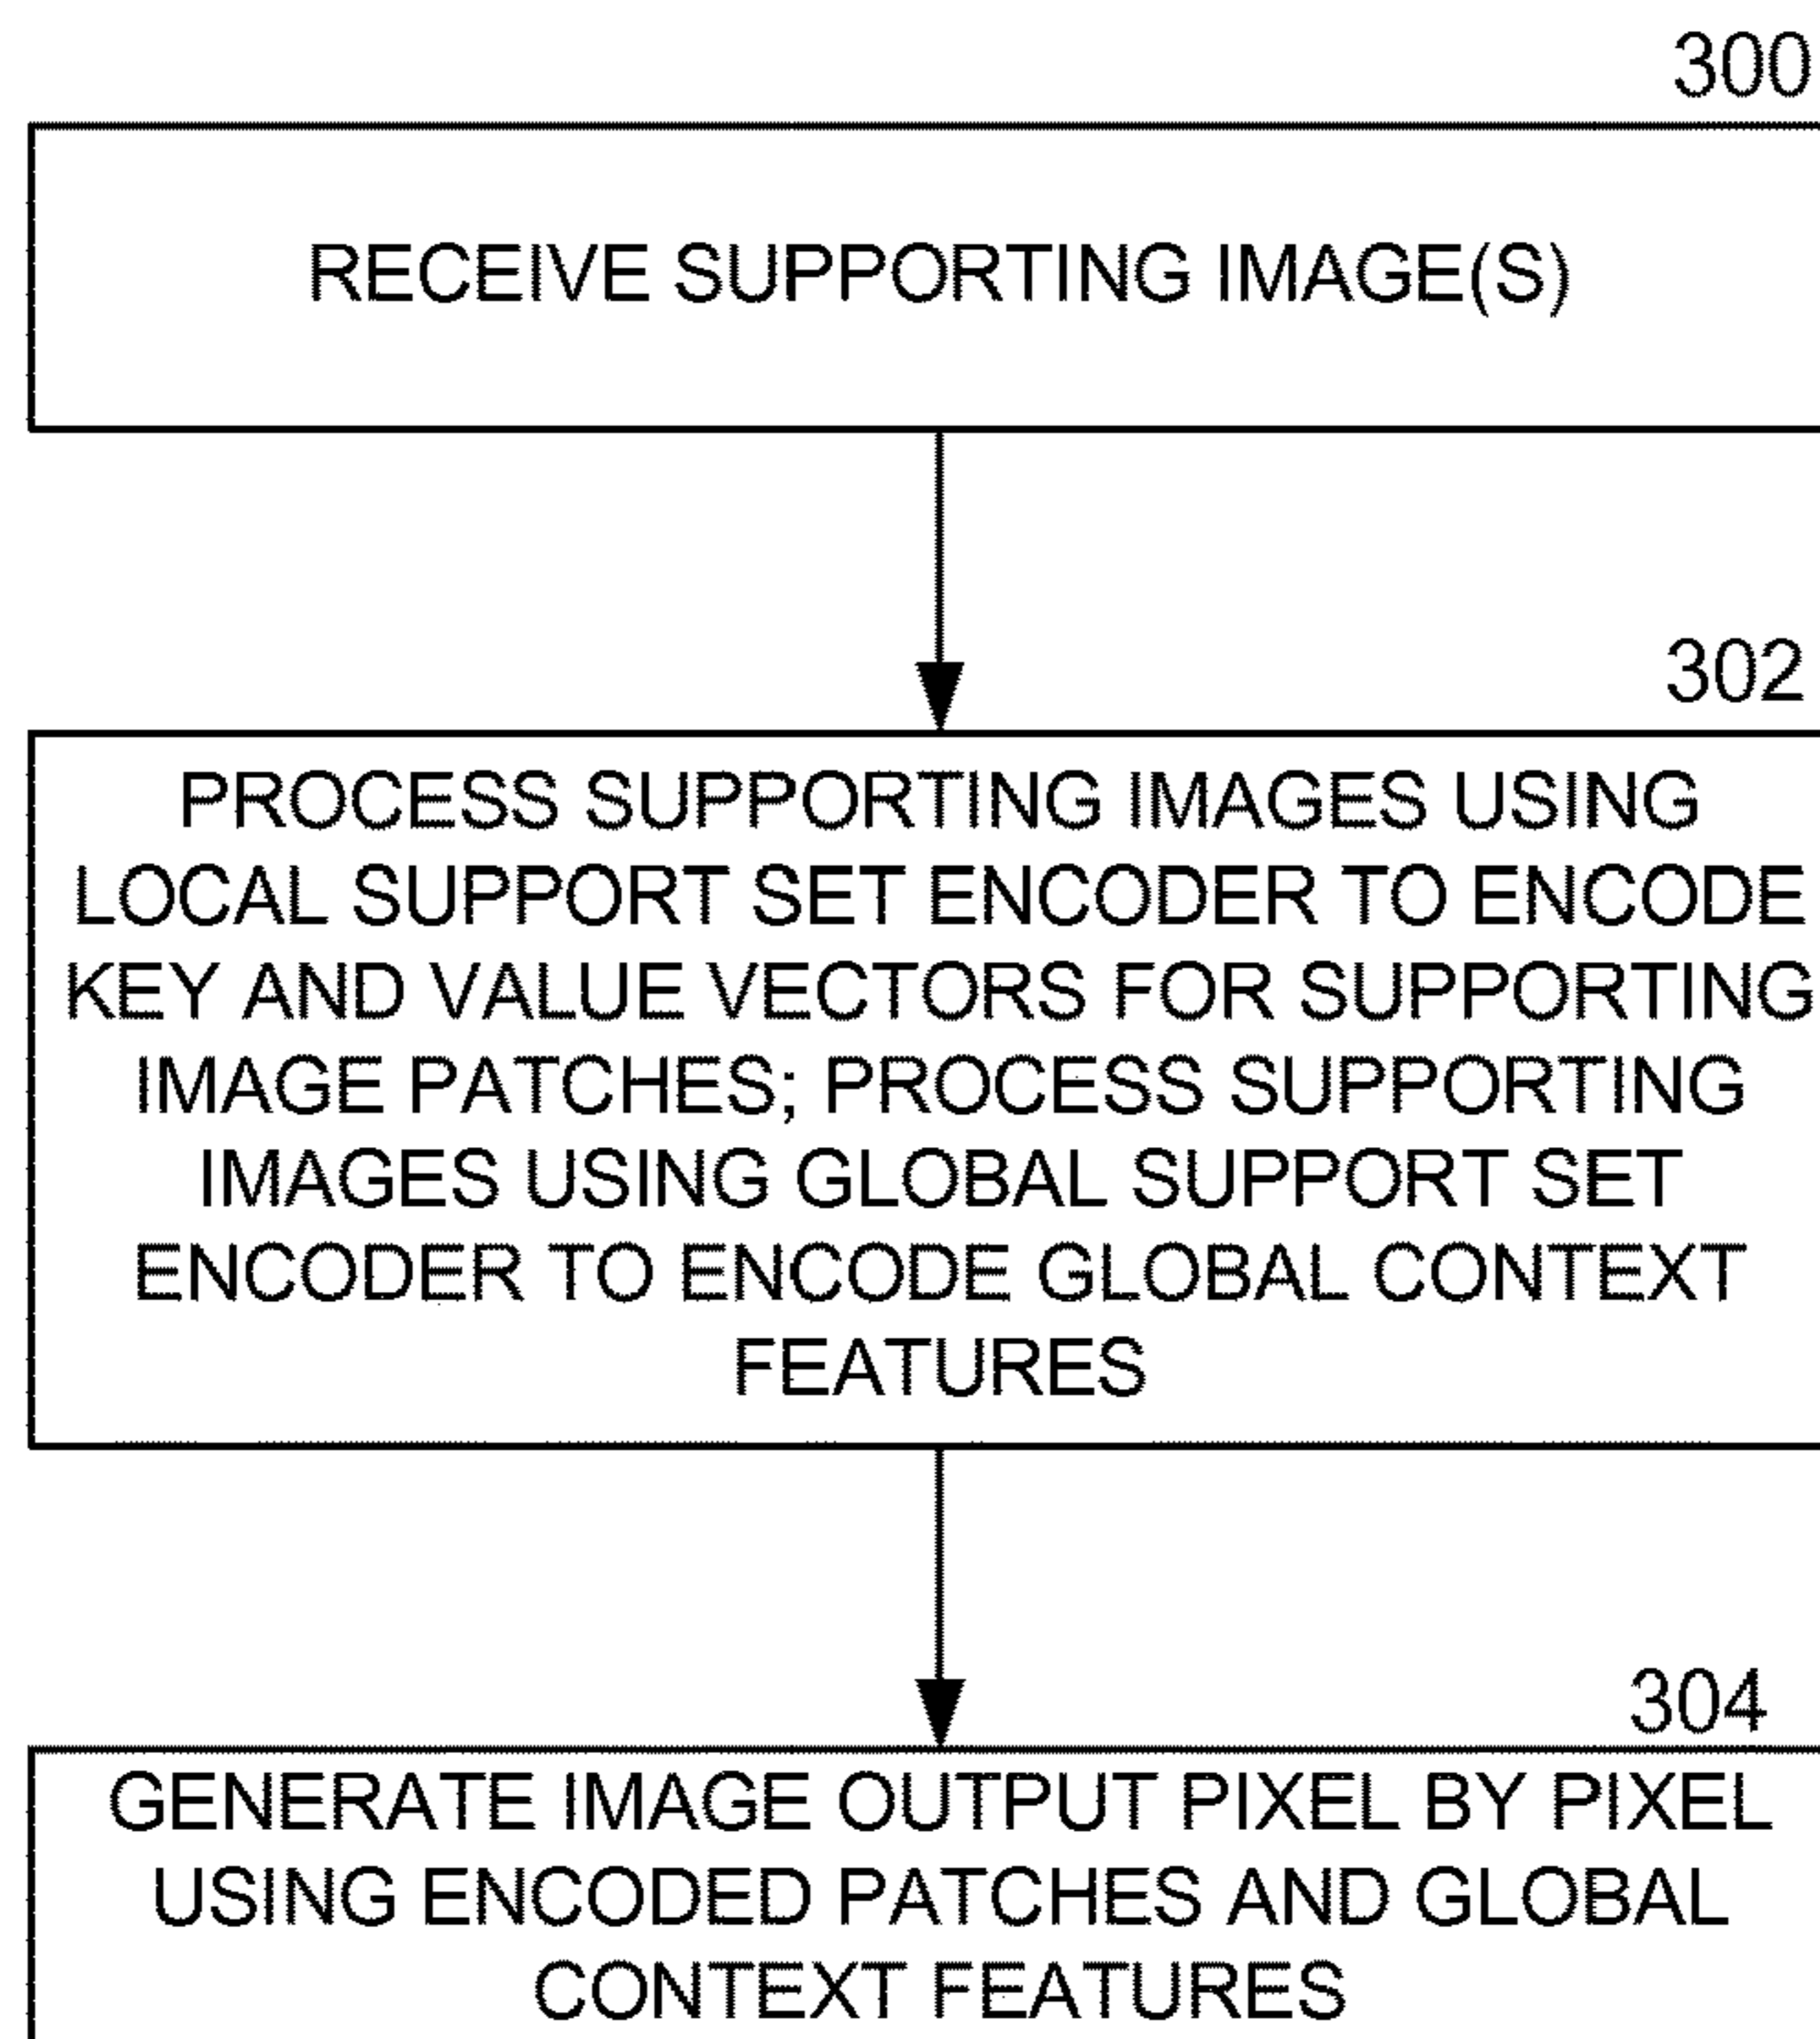 300
RECEIVE SUPPORTING IMAGE(S)
302
PROCESS SUPPORTING IMAGES USING
LOCAL SUPPORT SET ENCODER TO ENCODE
KEY AND VALUE VECTORS FOR SUPPORTING
IMAGE PATCHES; PROCESS SUPPORTING
IMAGES USING GLOBAL SUPPORT SET
ENCODER TO ENCODE GLOBAL CONTEXT
FEATURES
304
GENERATE IMAGE OUTPUT PIXEL BY PIXEL
USING ENCODED PATCHES AND GLOBAL
CONTEXT FEATURES